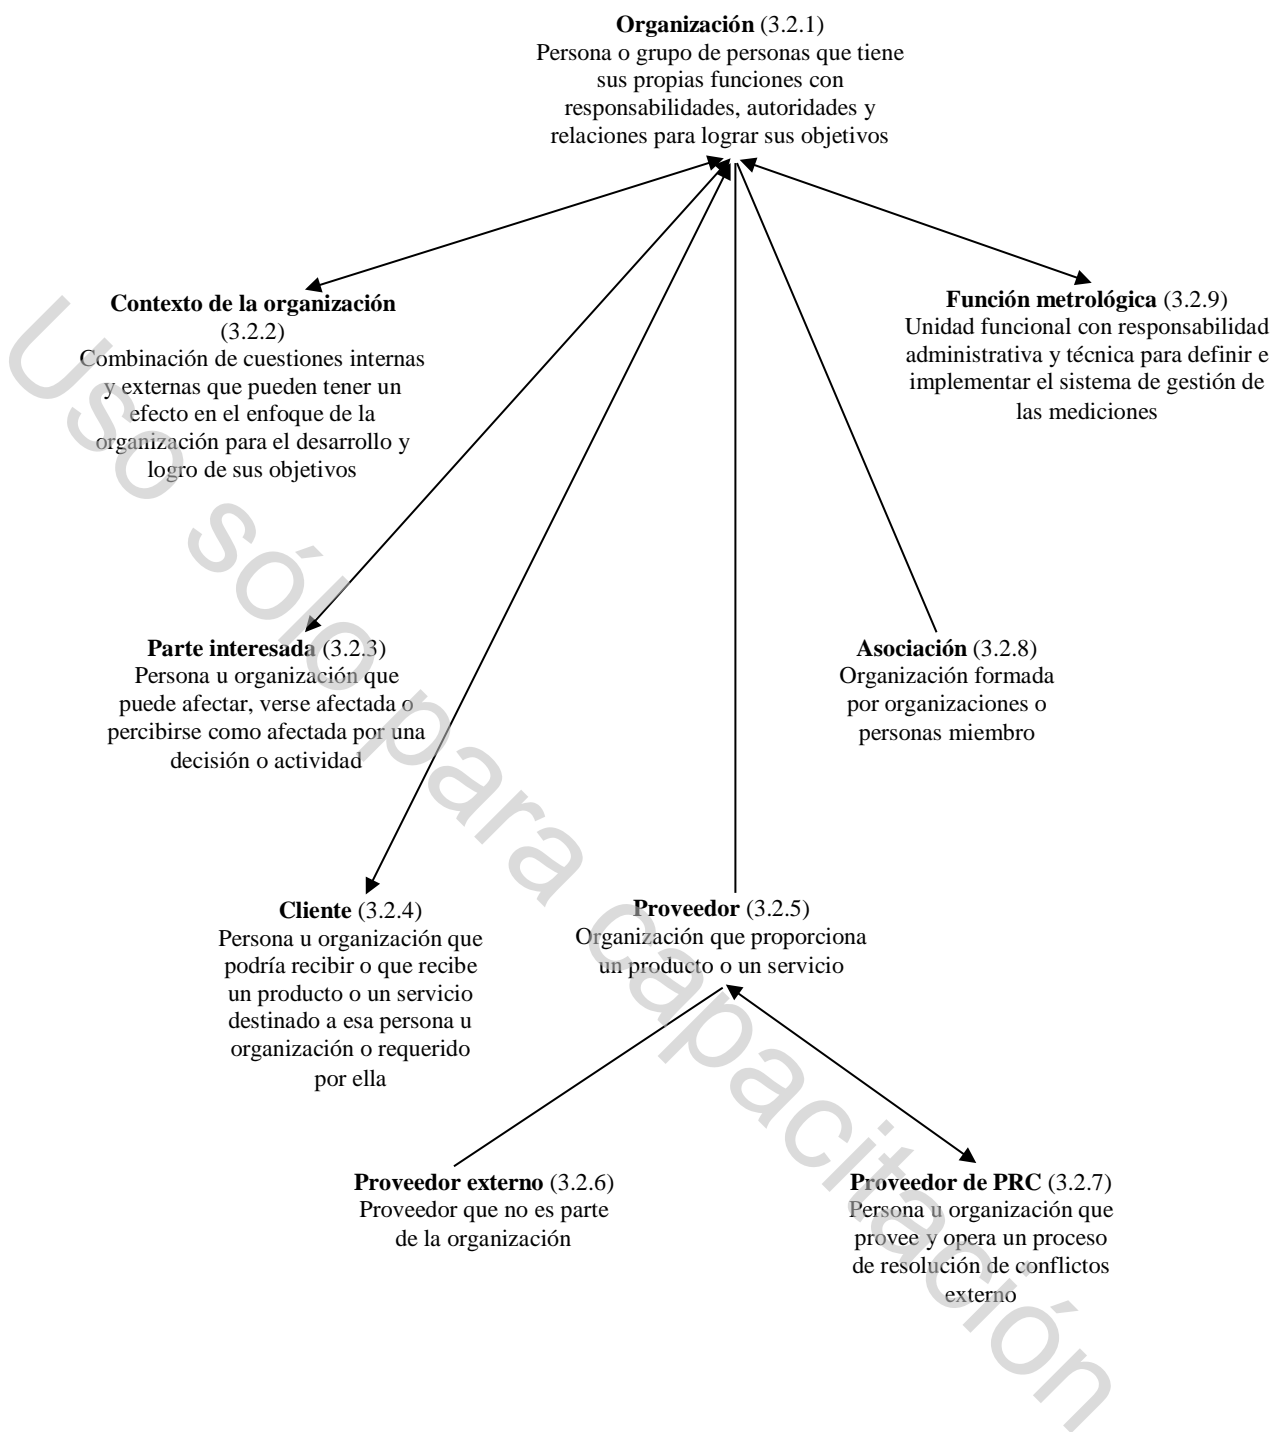 Organización (3.2.1)
Persona o grupo de personas que tiene
sus propias funciones con
responsabilidades, autoridades y
relaciones para lograr sus objetivos
Contexto de la organización
(3.2.2)
Combinación de cuestiones internas
y externas que pueden tener un
efecto en el enfoque de la
organización para el desarrollo y
logro de sus objetivos
Función metrológica (3.2.9)
Unidad funcional con responsabilidad
administrativa y técnica para definir e
implementar el sistema de gestión de
las mediciones
Parte interesada (3.2.3)
Persona u organización que
puede afectar, verse afectada o
percibirse como afectada por una
decisión o actividad
Asociación (3.2.8)
Organización formada
por organizaciones o
personas miembro
Cliente (3.2.4)
Persona u organización que
podría recibir o que recibe
un producto o un servicio
destinado a esa persona u
organización o requerido
por ella
Proveedor (3.2.5)
Organización que proporciona
un producto o un servicio
Proveedor externo (3.2.6)
Proveedor que no es parte
de la organización
Proveedor de PRC (3.2.7)
Persona u organización que
provee y opera un proceso
de resolución de conflictos
externo
Uso sólo para capacitación